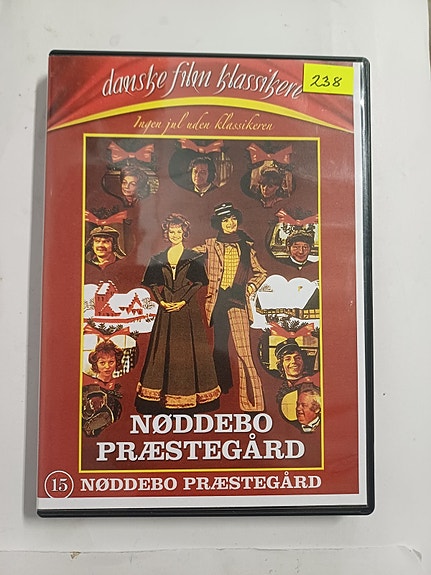 danske film klassikere
238
Ingen jul uden klassikeren
NØDDEBO
PRÆSTEGÅRD
15 NØDDEBO PRÆSTEGÅRD